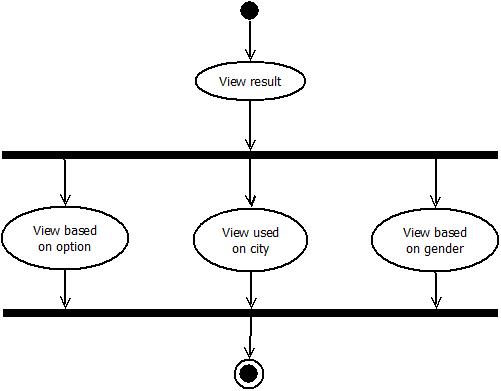 View result
View based
on option
View used
on city
View based
on gender